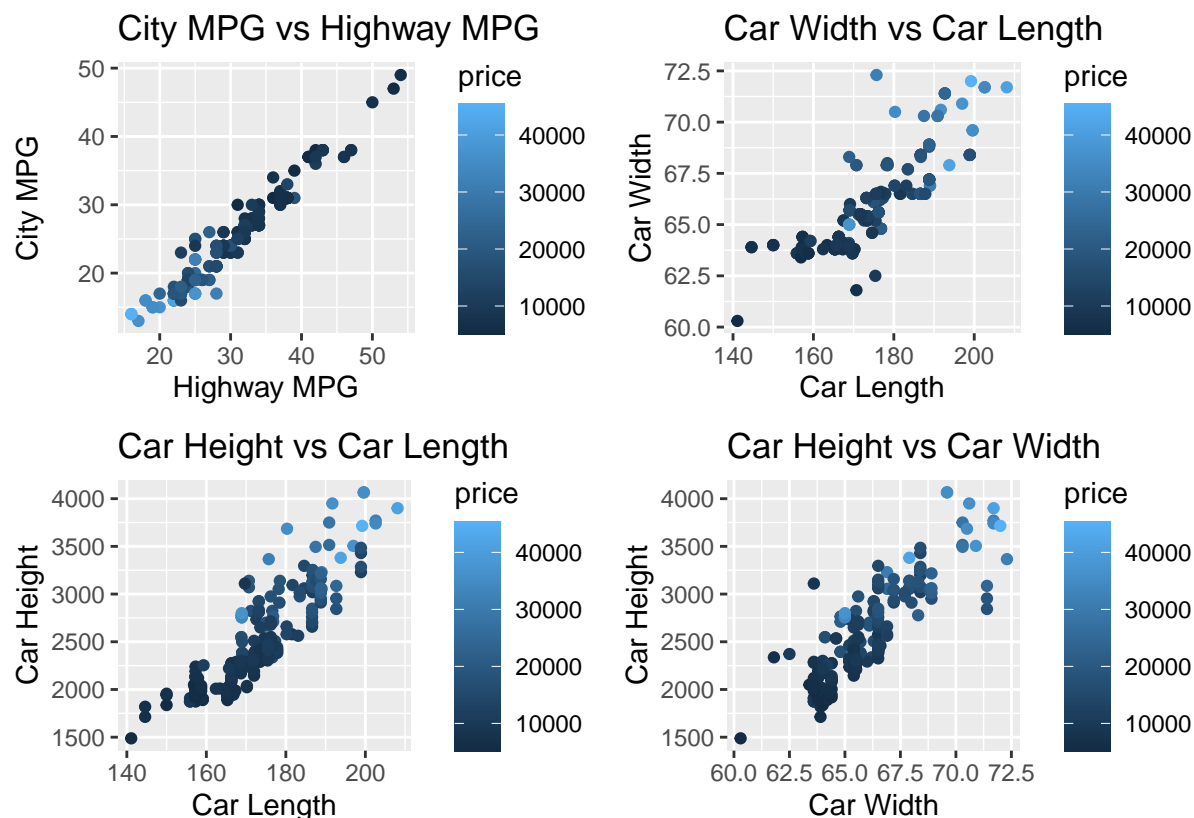 City MPG vs Highway MPG
City MPG
50
40
30
20
20 30 40 50
Highway MPG
price
40000
30000
20000
10000
Car Width vs Car Length
Car Width
72.5
70.0
67.5
65.0
62.5
60.0
140 160 180 200
Car Length
price
40000
30000
20000
10000
Car Height vs Car Length
Car Height
4000
3500
3000
2500
2000
1500
140 160 180 200
Car Length
price
40000
30000
20000
10000
Car Height vs Car Width
Car Height
4000
3500
3000
2500
2000
1500
60.0 62.5 65.0 67.5 70.0 72.5
Car Width
price
40000
30000
20000
10000